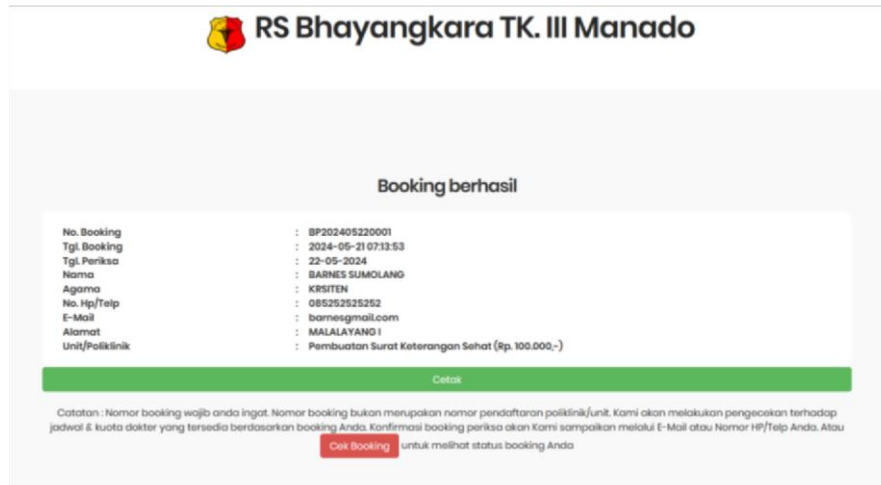 RS Bhayangkara TK. III Manado
Booking berhasil
No. Booking : BP202405220001
Tgl. Booking : 2024-05-21 07:13:53
Tgl. Periksa : 22-05-2024
Nama : BARNES SUMOLANG
Agama : KRSITEN
No. Hp/Telp : 085252525252
E-Mail : barnesgmail.com
Alamat : MALALAYANG I
Unit/Poliklinik : Pembuatan Surat Keterangan Sehat (Rp. 100.000,-)
Cetak
Catatan : Nomor booking wajib anda ingat. Nomor booking bukan merupakan nomor pendaftaran poliklinik/unit. Kami akan melakukan pengecekan terhadap
jadwal & kuota dokter yang tersedia berdasarkan booking Anda. Konfirmasi booking periksa akan Kami sampaikan melalui E-Mail atau Nomor HP/Telp Anda. Atau
Cek Booking untuk melihat status booking Anda